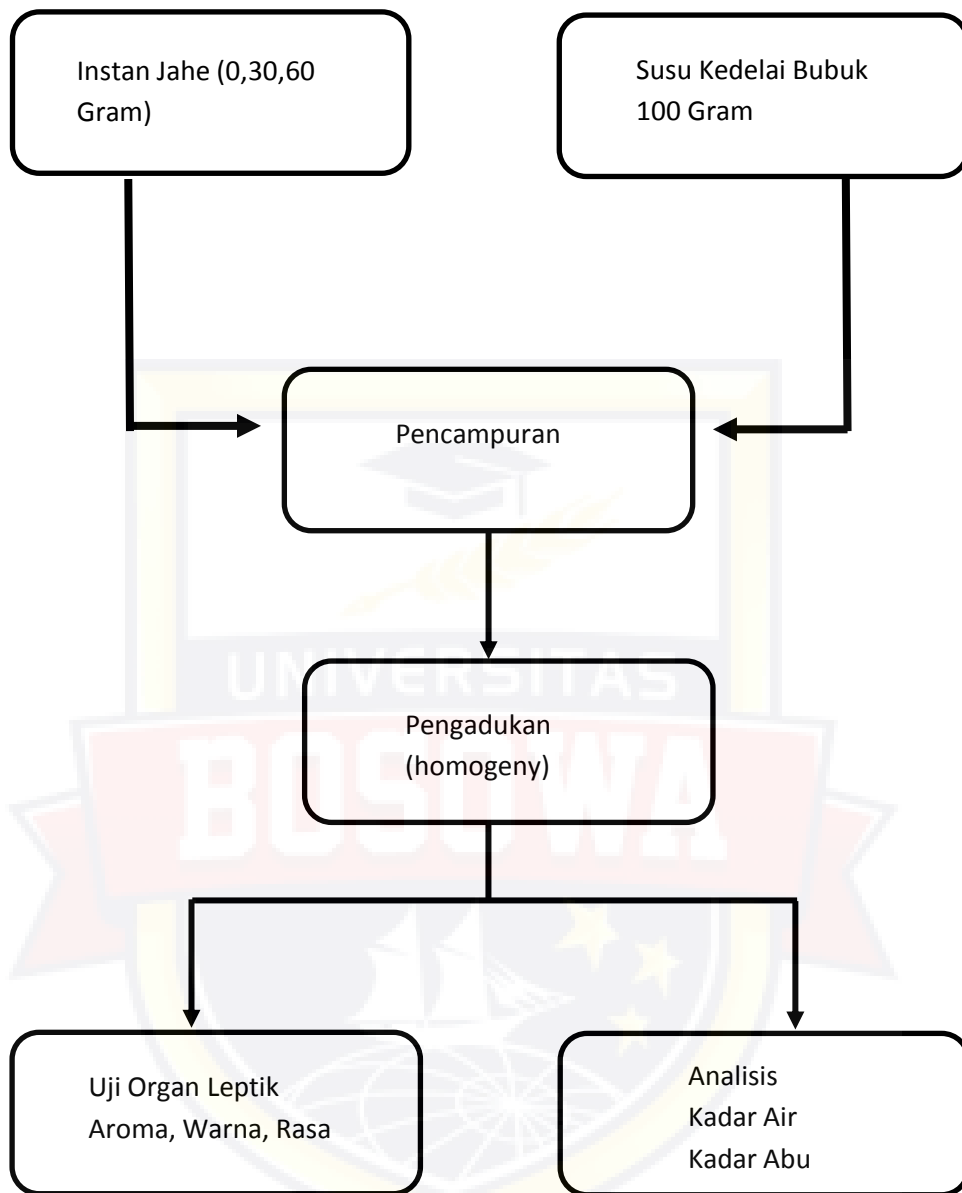 Instan Jahe (0,30,60
Gram)
Susu Kedelai Bubuk
100 Gram
Pencampuran
UNIVERSITAS
Pengadukan
(homogeny)
BOSOWA
Uji Organ Leptik
Aroma, Warna, Rasa
Analisis
Kadar Air
Kadar Abu